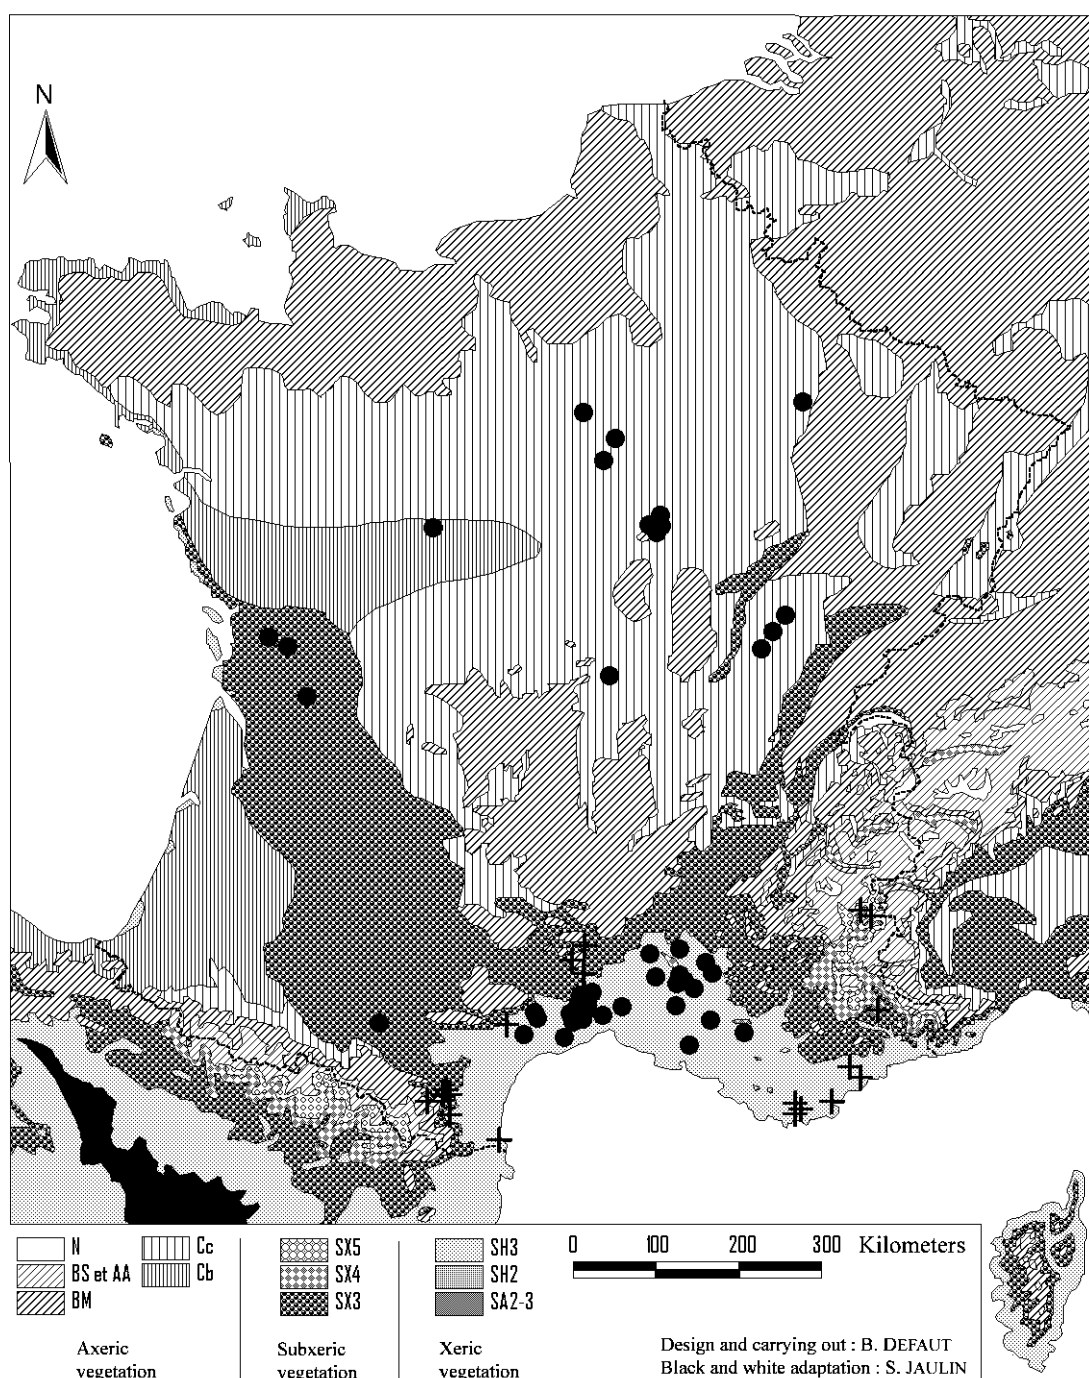 N
N
BS et AA
BM
Cc
Cb
SX5
SX4
SX3
SH3
SH2
SA2-3
0 100 200 300 Kilometers
Axeric
vegetation
Subxeric
vegetation
Xeric
vegetation
Design and carrying out : B. DEFAUT
Black and white adaptation : S. JAULIN